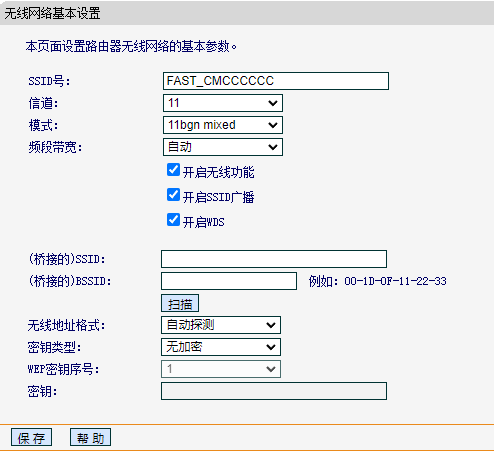 无线网络基本设置
本页面设置路由器无线网络的基本参数。
SSID号： FAST_CMCCCCCC
信道： 11
模式： 11bgn mixed
频段带宽： 自动
开启无线功能
开启SSID广播
开启WDS
(桥接的)SSID：
(桥接的)BSSID： 例如：00-1D-0F-11-22-33
扫描
无线地址格式： 自动探测
密钥类型： 无加密
WEP密钥序号： 1
密钥：
保存 帮助